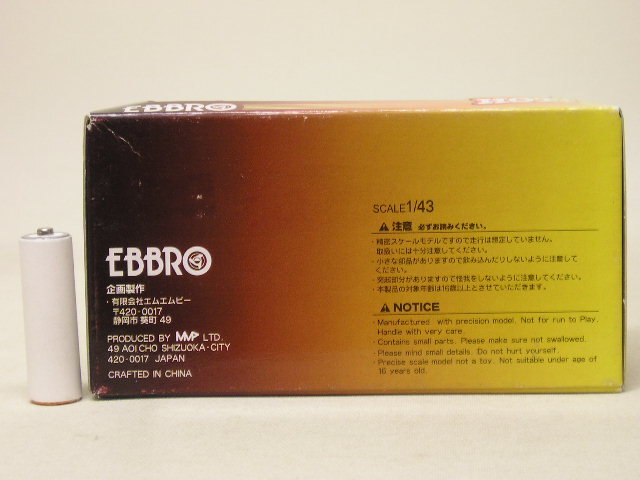 EBBRO
EBBRO
企画製作
・有限会社エムエムピー
〒420-0017
静岡市 葵町 49
PRODUCED BY MMP LTD.
49 AOI CHO SHIZUOKA-CITY
420-0017 JAPAN
CRAFTED IN CHINA
SCALE1/43
⚠ 注意 必ずお読みください。
・精密スケールモデルですので走行は想定していません。
取扱いには十分注意してください。
・小さな部品がありますので飲み込んだりしないように注意して
ください。
・突起部分がありますので怪我をしないように注意してください。
・本製品の対象年齢は16歳以上とさせていただきます。
⚠ NOTICE
・Manufactured with precision model. Not for run to Play.
Handle with very care.
・Contains small parts. Please make sure not swallowed.
・Please mind small details. Do not hurt yourself.
・Precise scale model not a toy. Not suitable under age of
16 years old.